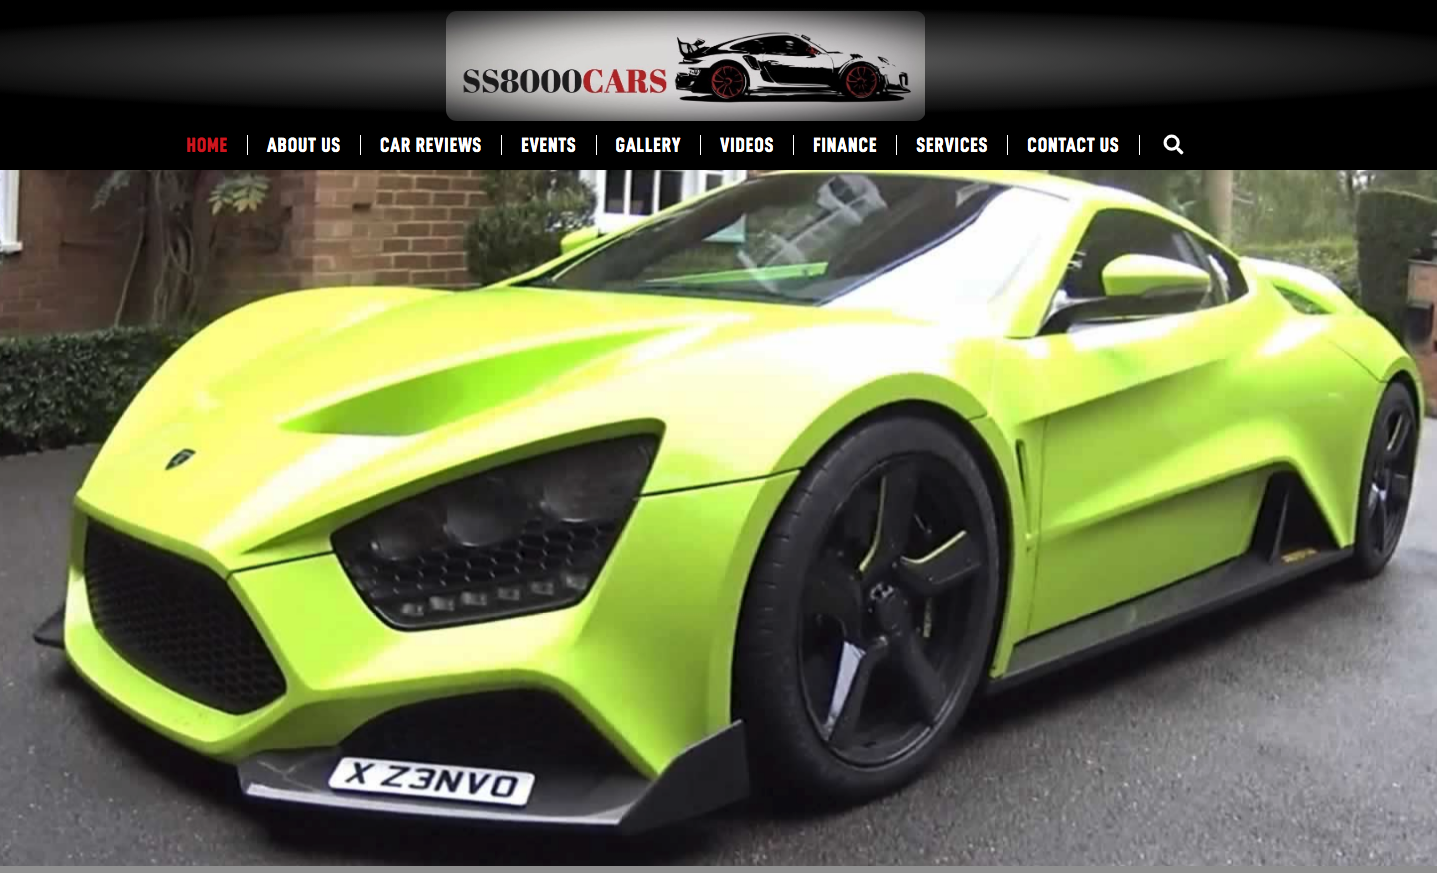 SS8000CARS
HOME
ABOUT US
CAR REVIEWS
EVENTS
GALLERY
VIDEOS
FINANCE
SERVICES
CONTACT US
X Z3NVO